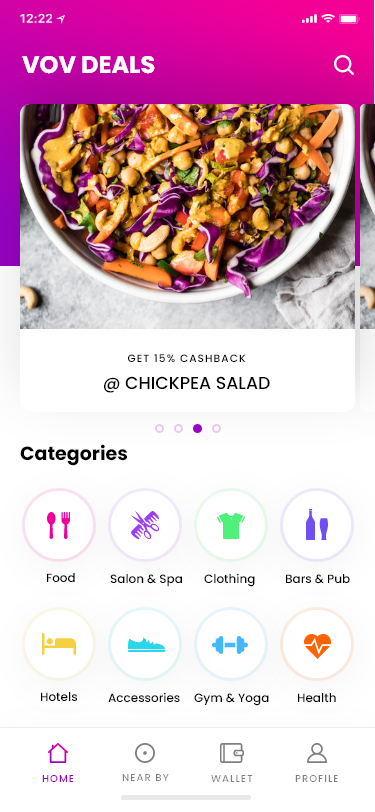 12:22
VOV DEALS
GET 15% CASHBACK
@ CHICKPEA SALAD
Categories
Food Salon & Spa Clothing Bars & Pub
Hotels Accessories Gym & Yoga Health
HOME NEAR BY WALLET PROFILE